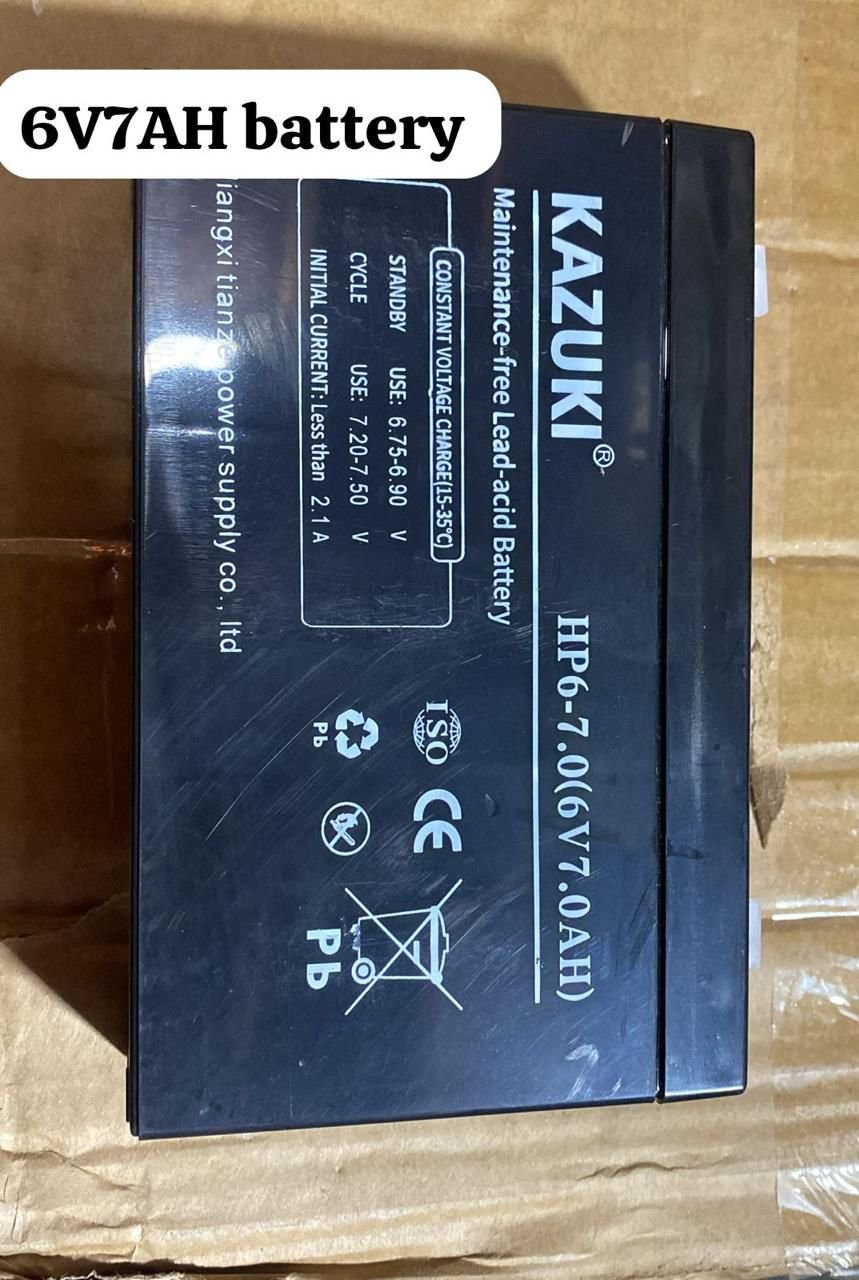 6V7AH battery
KAZUKI®
HP6-7.0(6V7.0AH)
Maintenance-free Lead-acid Battery
CONSTANT VOLTAGE CHARGE(15-35°C)
STANDBY USE: 6.75-6.90 V
CYCLE USE: 7.20-7.50 V
INITIAL CURRENT: Less than 2.1 A
ISO
CE
Pb
Pb
iangxi tianze power supply co., ltd